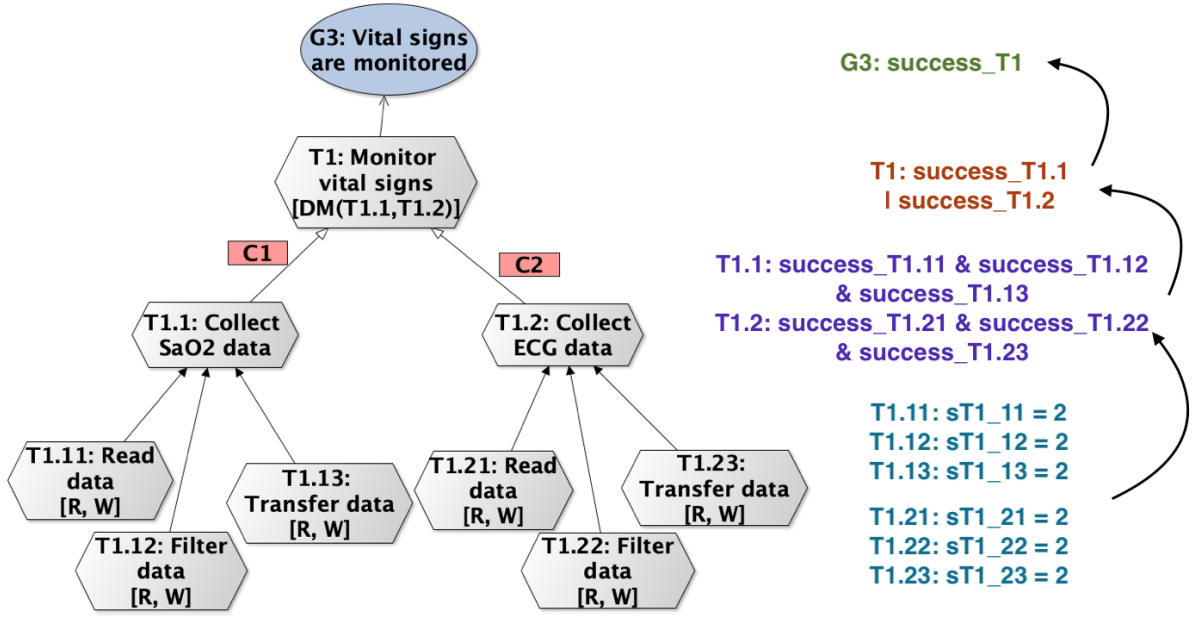 G3: Vital signs
are monitored
T1: Monitor
vital signs
[DM(T1.1,T1.2)]
C1
C2
T1.1: Collect
SaO2 data
T1.2: Collect
ECG data
T1.11: Read
data
[R, W]
T1.12: Filter
data
[R, W]
T1.13:
Transfer data
[R, W]
T1.21: Read
data
[R, W]
T1.22: Filter
data
[R, W]
T1.23:
Transfer data
[R, W]
G3: success_T1
T1: success_T1.1
| success_T1.2
T1.1: success_T1.11 & success_T1.12
& success_T1.13
T1.2: success_T1.21 & success_T1.22
& success_T1.23
T1.11: sT1_11 = 2
T1.12: sT1_12 = 2
T1.13: sT1_13 = 2
T1.21: sT1_21 = 2
T1.22: sT1_22 = 2
T1.23: sT1_23 = 2